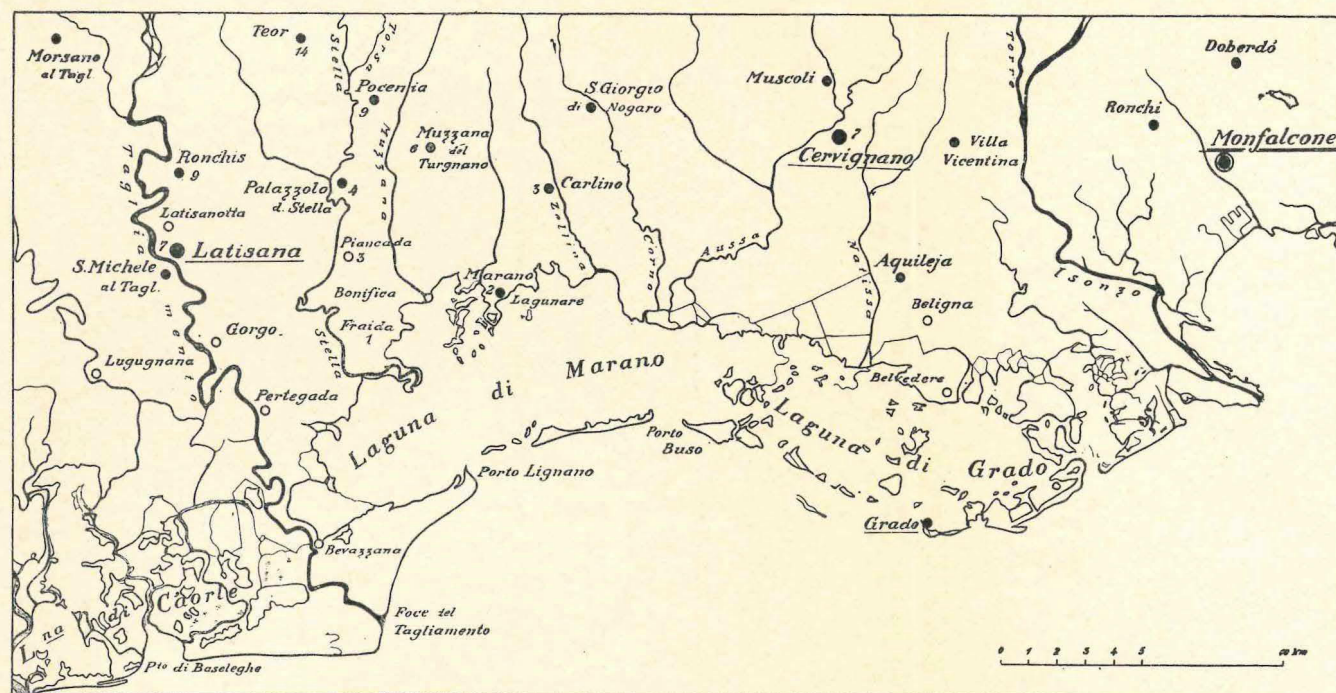 Morsano
al Tagl.
Teor
14
Stella
Torsa
Pocenia
9
Muzzana
Muzzana
del
6
Turgnano
S. Giorgio
di Nogaro
Muscoli
7
Cervignano
Villa
Vicentina
Torre
Doberdó
Ronchi
Monfalcone
Ronchis
9
Tagliamento
Palazzolo
d. Stella
4
3
Carlino
Zellina
Corno
Latisanotta
7
Latisana
S. Michele
al Tagl.
Piancada
3
Bonifica
Fraida
1
Stella
Marano
2
Lagunare
Aussa
Natissa
Aquileja
Beligna
Isonzo
Gorgo
Lugugnana
Pertegada
Laguna di Marano
Belvedere
Porto Lignano
Porto
Buso
Laguna di Grado
Grado
Bevazzana
Foce del
Tagliamento
L.na di Caorle
P.to di Baseleghe
0 1 2 3 4 5